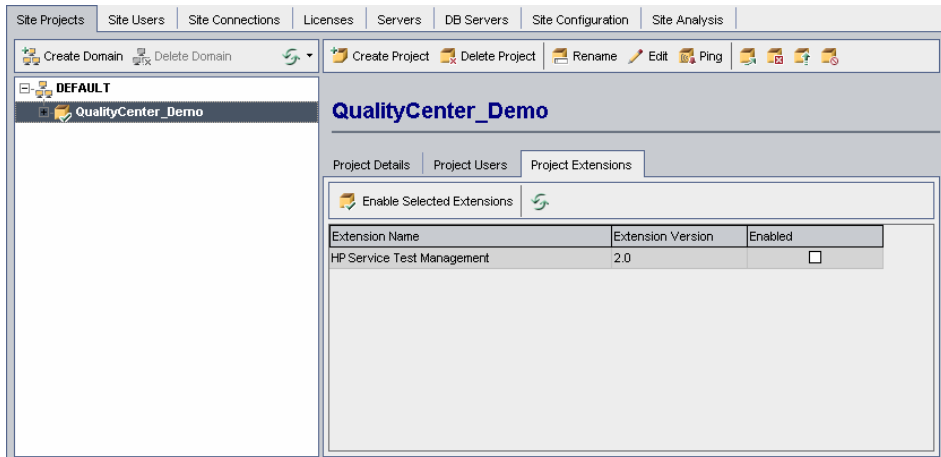 Site Projects Site Users Site Connections Licenses Servers DB Servers Site Configuration Site Analysis
Create Domain Delete Domain Create Project Delete Project Rename Edit Ping
DEFAULT
QualityCenter_Demo
QualityCenter_Demo
Project Details Project Users Project Extensions
Enable Selected Extensions
Extension Name Extension Version Enabled
HP Service Test Management 2.0